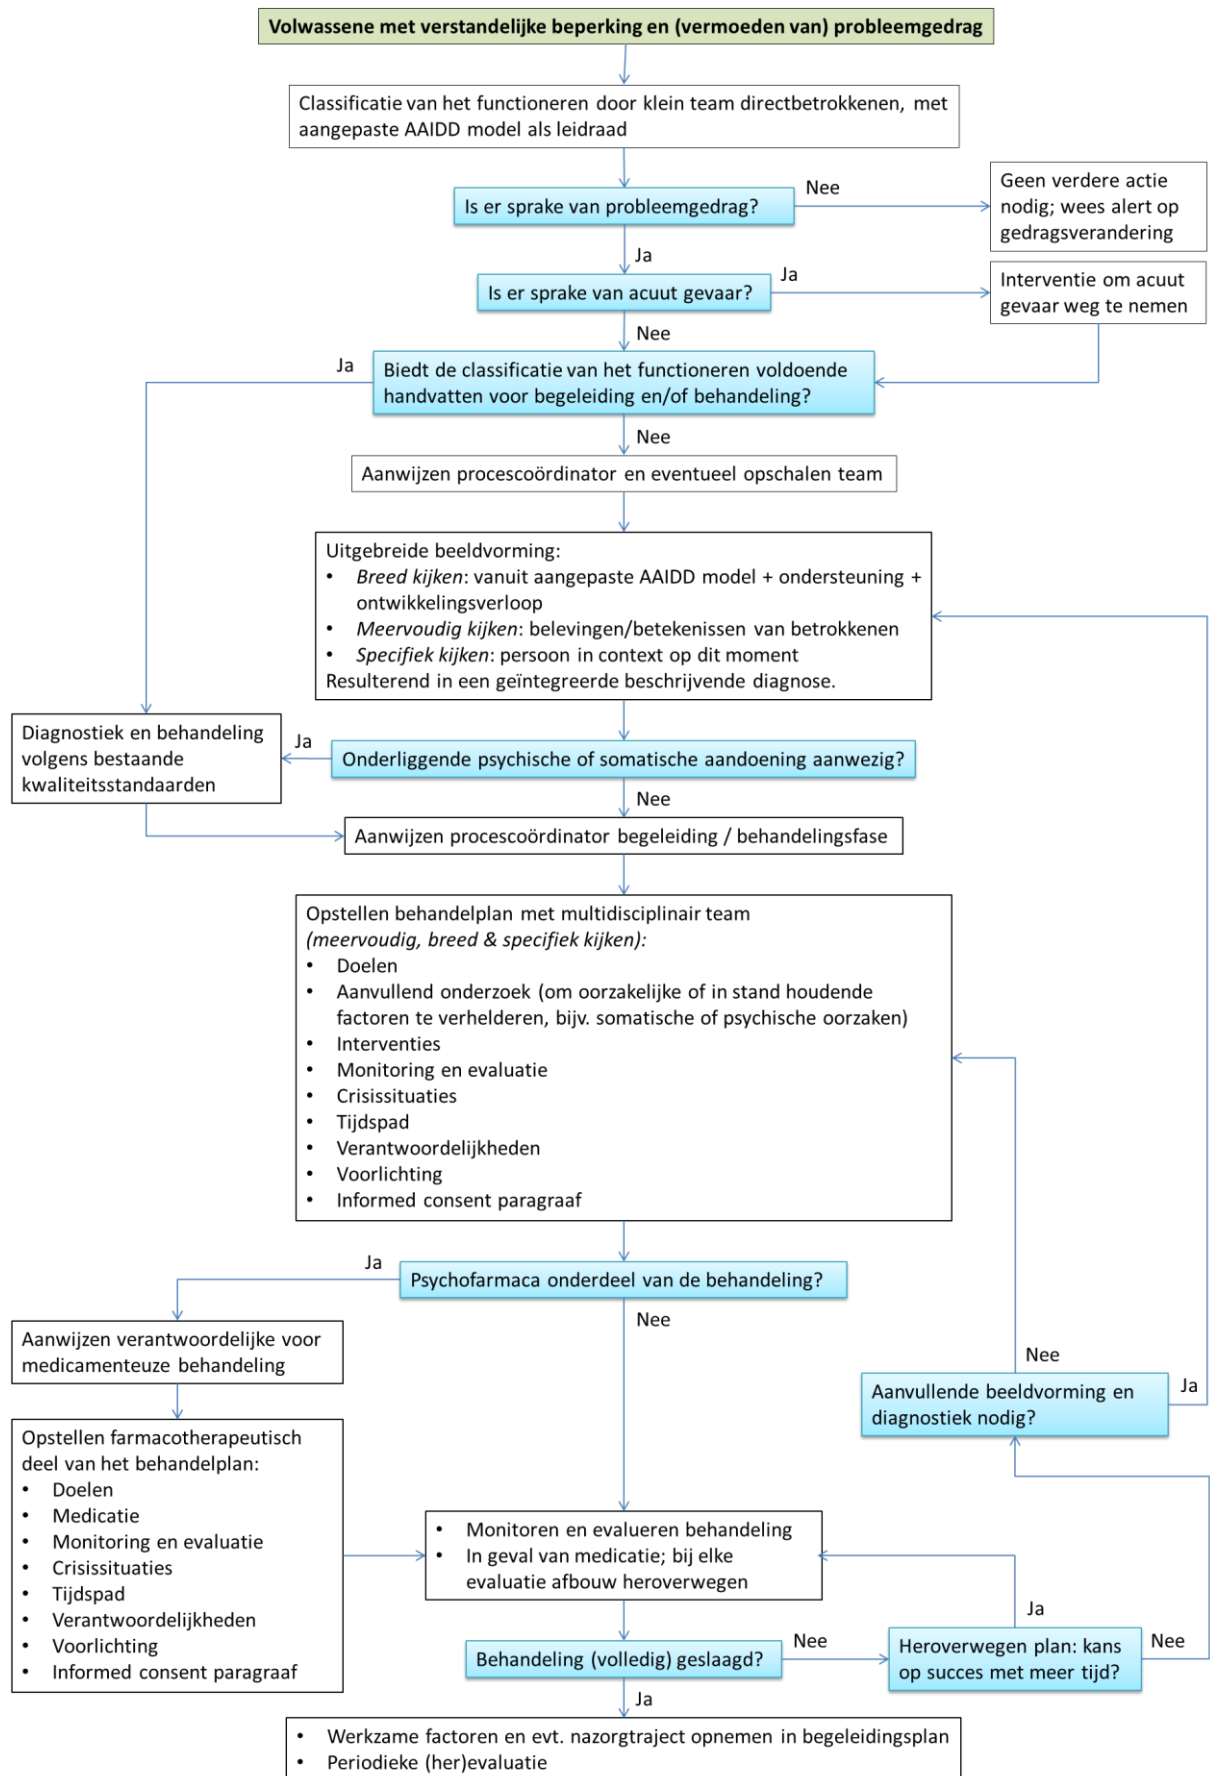 Volwassene met verstandelijke beperking en (vermoeden van) probleemgedrag
Classificatie van het functioneren door klein team directbetrokkenen, met
aangepaste AAIDD model als leidraad
Is er sprake van probleemgedrag?
Nee
Geen verdere actie
nodig; wees alert op
gedragsverandering
Ja
Is er sprake van acuut gevaar?
Ja
Interventie om acuut
gevaar weg te nemen
Nee
Biedt de classificatie van het functioneren voldoende
handvatten voor begeleiding en/of behandeling?
Ja
Nee
Aanwijzen procescoördinator en eventueel opschalen team
Uitgebreide beeldvorming:
• Breed kijken: vanuit aangepaste AAIDD model + ondersteuning +
ontwikkelingsverloop
• Meervoudig kijken: belevingen/betekenissen van betrokkenen
• Specifiek kijken: persoon in context op dit moment
Resulterend in een geïntegreerde beschrijvende diagnose.
Diagnostiek en behandeling
volgens bestaande
kwaliteitsstandaarden
Ja
Onderliggende psychische of somatische aandoening aanwezig?
Nee
Aanwijzen procescoördinator begeleiding / behandelingsfase
Opstellen behandelplan met multidisciplinair team
(meervoudig, breed & specifiek kijken):
• Doelen
• Aanvullend onderzoek (om oorzakelijke of in stand houdende
factoren te verhelderen, bijv. somatische of psychische oorzaken)
• Interventies
• Monitoring en evaluatie
• Crisissituaties
• Tijdspad
• Verantwoordelijkheden
• Voorlichting
• Informed consent paragraaf
Ja
Psychofarmaca onderdeel van de behandeling?
Nee
Aanwijzen verantwoordelijke voor
medicamenteuze behandeling
Nee
Aanvullende beeldvorming en
diagnostiek nodig?
Ja
Opstellen farmacotherapeutisch
deel van het behandelplan:
• Doelen
• Medicatie
• Monitoring en evaluatie
• Crisissituaties
• Tijdspad
• Verantwoordelijkheden
• Voorlichting
• Informed consent paragraaf
• Monitoren en evalueren behandeling
• In geval van medicatie; bij elke
evaluatie afbouw heroverwegen
Ja
Behandeling (volledig) geslaagd?
Nee
Heroverwegen plan: kans
op succes met meer tijd?
Nee
Ja
• Werkzame factoren en evt. nazorgtraject opnemen in begeleidingsplan
• Periodieke (her)evaluatie